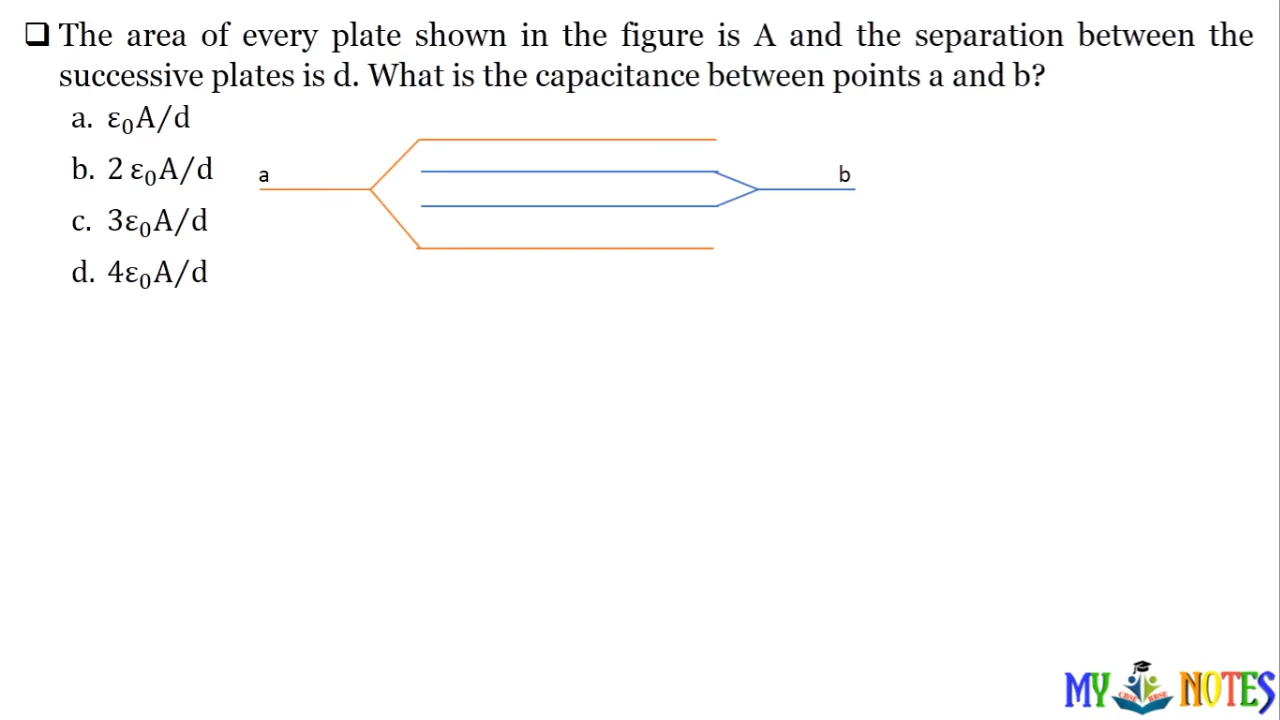 ❑ The area of every plate shown in the figure is A and the separation between the
successive plates is d. What is the capacitance between points a and b?
a. ε₀A/d
b. 2 ε₀A/d
c. 3ε₀A/d
d. 4ε₀A/d
a
b
MY NOTES